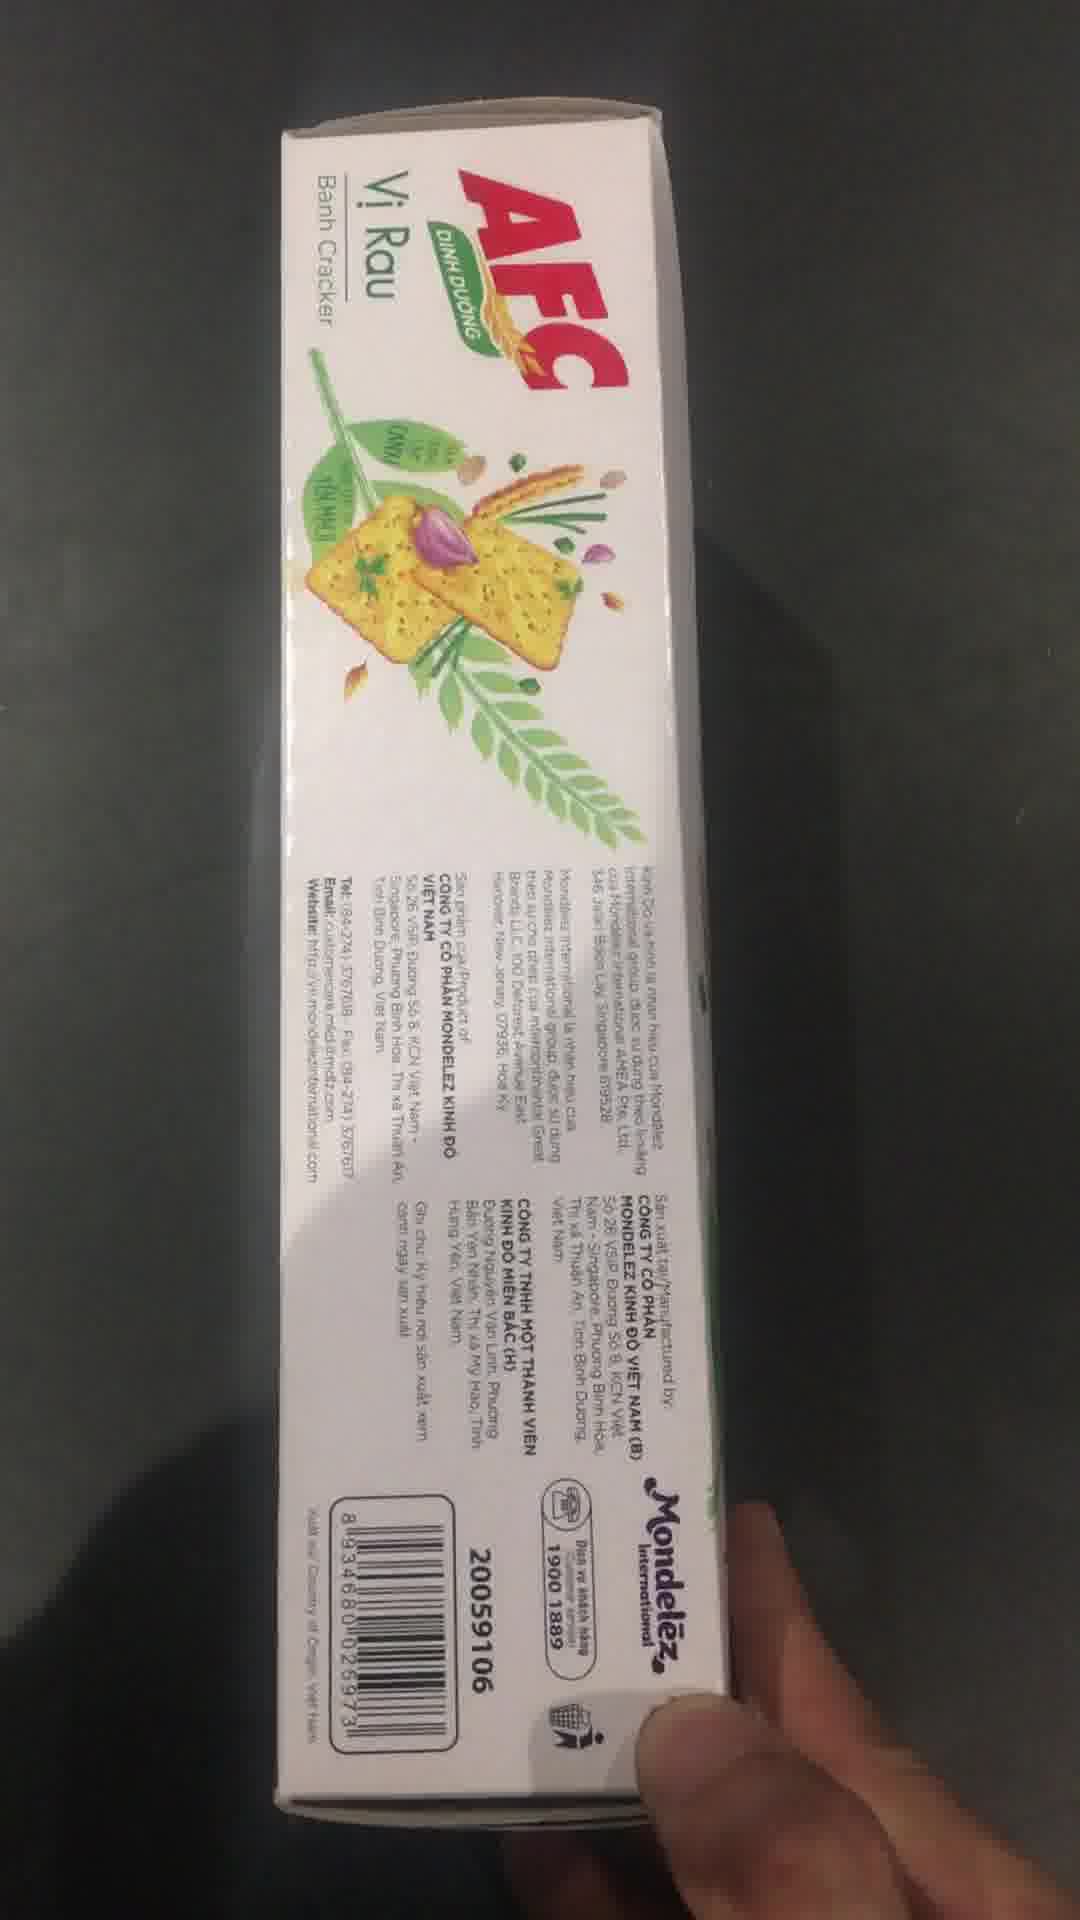 AFC
DINH DƯỠNG
Vị Rau
Bánh Cracker
CANXI
Kinh Đô và hình là nhãn hiệu của Mondelez
International group, được sử dụng theo li-xăng
của Mondelez International AMEA Pte. Ltd.,
346 Jalan Boon Lay, Singapore 619528
Mondelez International là nhãn hiệu của
Mondelez International group, được sử dụng
theo sự cho phép của Intercontinental Great
Brands LLC, 100 Deforest Avenue East
Hanover, New Jersey, 07936, Hoa Kỳ
Sản phẩm của/Product of
CÔNG TY CỔ PHẦN MONDELEZ KINH ĐÔ
VIỆT NAM
Số 26 VSIP, Đường Số 8, KCN Việt Nam -
Singapore, Phường Bình Hòa, Thị xã Thuận An,
Tỉnh Bình Dương, Việt Nam
Tel: (84-274) 3767618 - Fax: (84-274) 3767617
Email: customercare.mkd@mdlz.com
Website: http://vn.mondelezinternational.com
Sản xuất tại/Manufactured by:
CÔNG TY CỔ PHẦN
MONDELEZ KINH ĐÔ VIỆT NAM (B)
Số 26 VSIP, Đường Số 8, KCN Việt
Nam - Singapore, Phường Bình Hòa,
Thị xã Thuận An, Tỉnh Bình Dương,
Việt Nam
CÔNG TY TNHH MỘT THÀNH VIÊN
KINH ĐÔ MIỀN BẮC (H)
Đường Nguyễn Văn Linh, Phường
Bần Yên Nhân, Thị xã Mỹ Hào, Tỉnh
Hưng Yên, Việt Nam
Ghi chú: Ký hiệu nơi sản xuất xem
cạnh ngày sản xuất
Mondelēz
International
Dịch vụ khách hàng
Customer service
1900 1889
20059106
8 934680 026973
Xuất xứ/ Country of Origin: Việt Nam